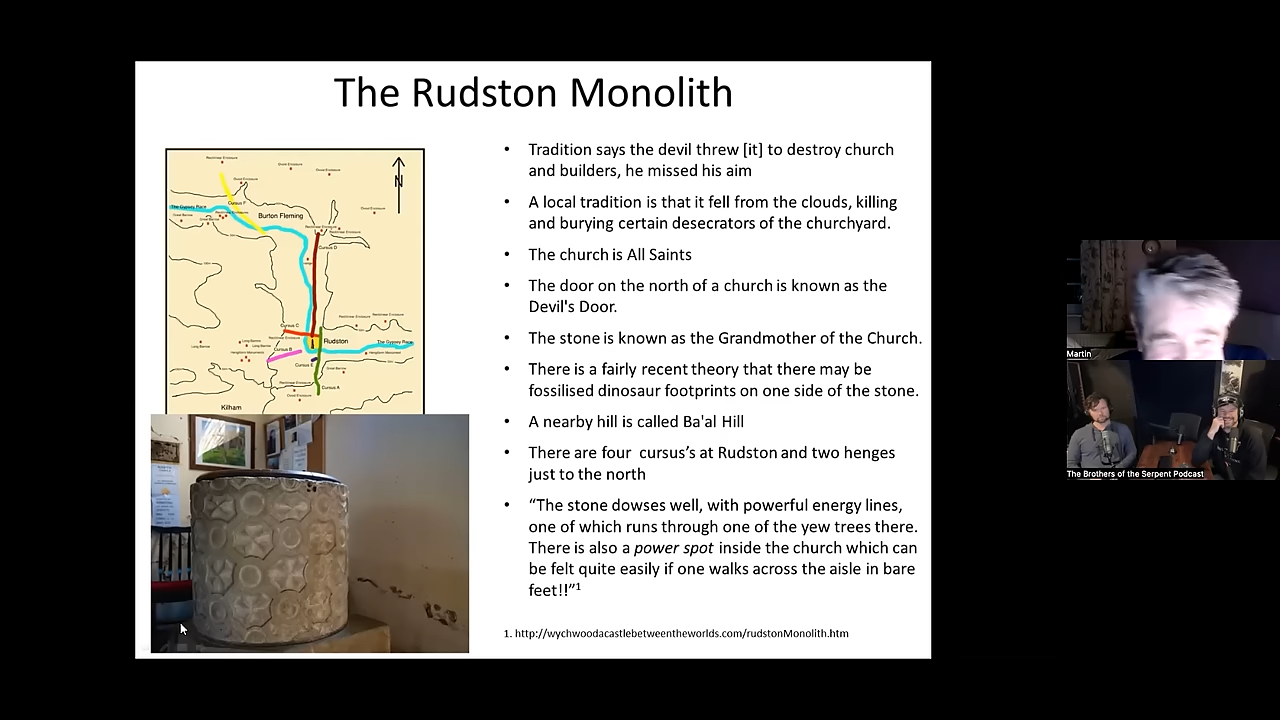 The Rudston Monolith
N
The Gypsy Race
Cursus F
Burton Fleming
Cursus D
Cursus C
Rudston
The Gypsy Race
Long Barrow
Cursus B
Cursus E
Cursus A
Kilham
• Tradition says the devil threw [it] to destroy church
and builders, he missed his aim
• A local tradition is that it fell from the clouds, killing
and burying certain desecrators of the churchyard.
• The church is All Saints
• The door on the north of a church is known as the
Devil's Door.
• The stone is known as the Grandmother of the Church.
• There is a fairly recent theory that there may be
fossilised dinosaur footprints on one side of the stone.
• A nearby hill is called Ba'al Hill
• There are four cursus’s at Rudston and two henges
just to the north
• “The stone dowses well, with powerful energy lines,
one of which runs through one of the yew trees there.
There is also a power spot inside the church which can
be felt quite easily if one walks across the aisle in bare
feet!!”1
1. http://wychwoodacastlebetweentheworlds.com/rudstonMonolith.htm
Martin
The Brothers of the Serpent Podcast